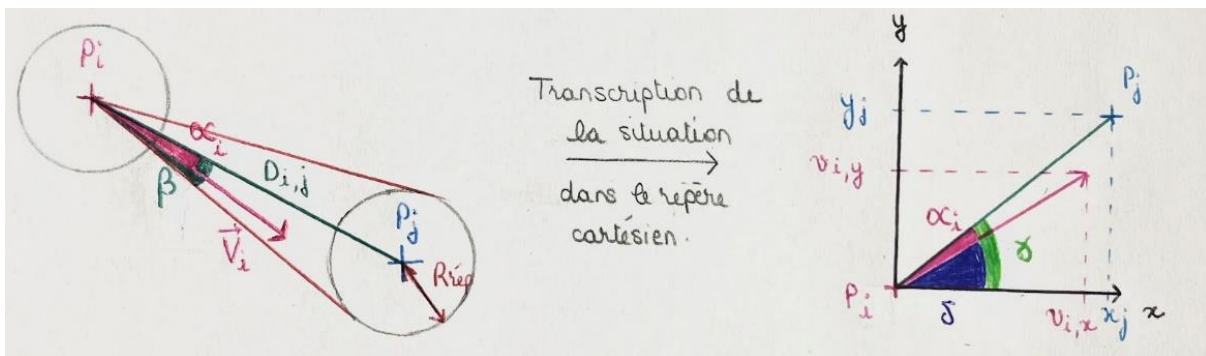 Pi
αi
Di,j
β
Pj
V⃗i
Rrép
Transcription de
la situation
dans le repère
cartésien.
y
Pj
yj
vi,y
αi
γ
Pi
δ
vi,x
xj
x